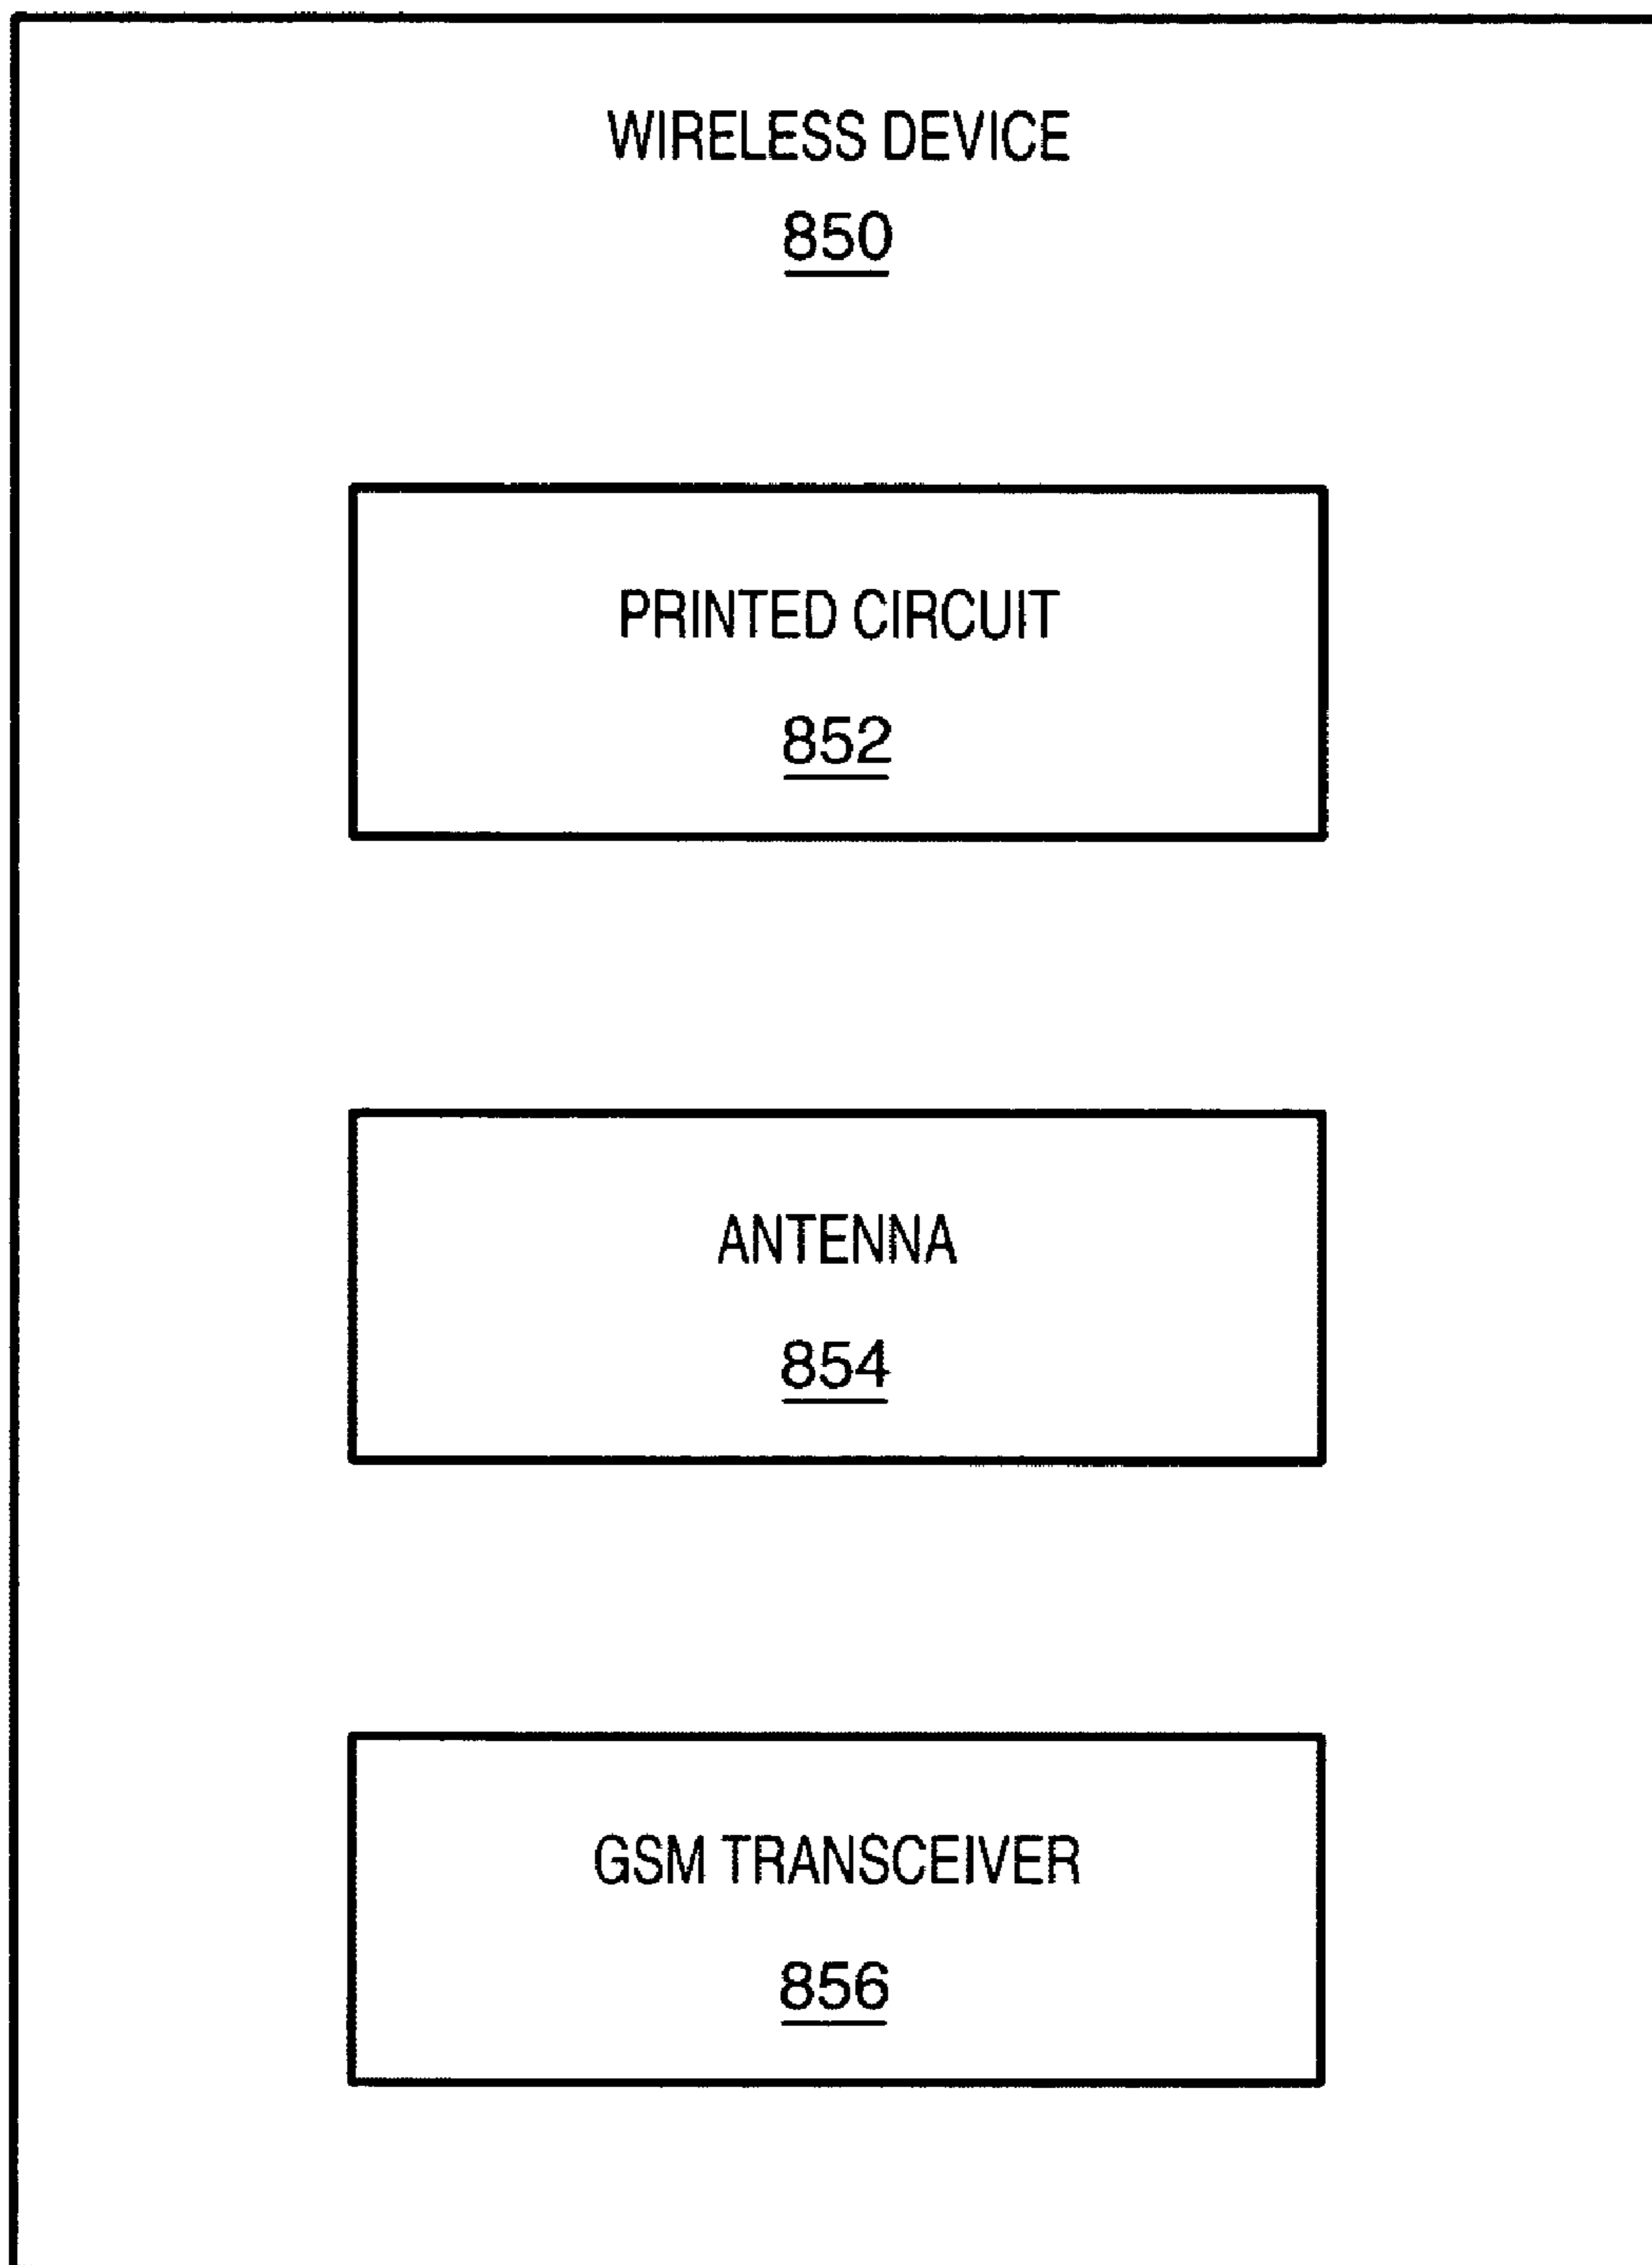 WIRELESS DEVICE
850
PRINTED CIRCUIT
852
ANTENNA
854
GSM TRANSCEIVER
856